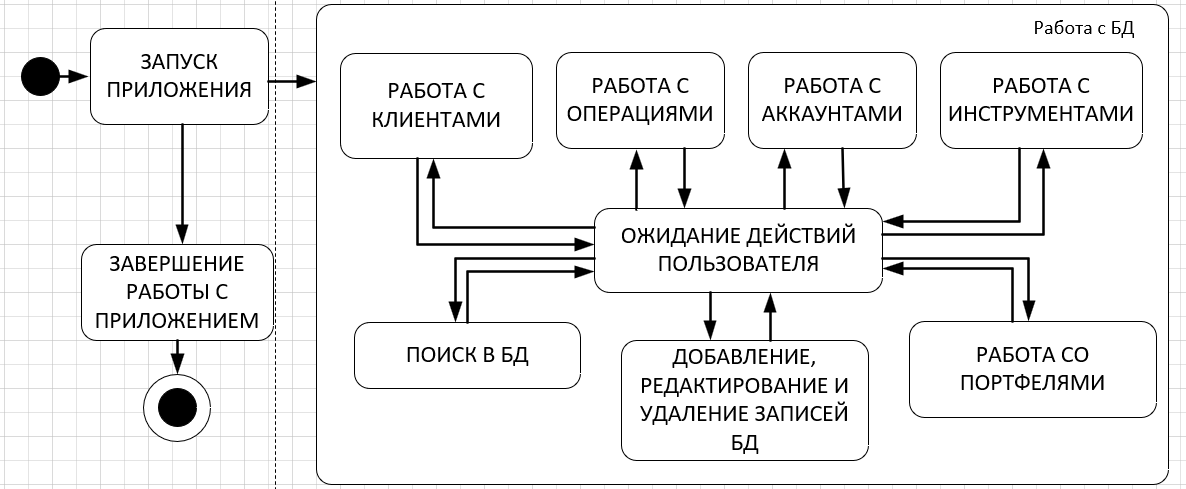 Работа с БД
ЗАПУСК
ПРИЛОЖЕНИЯ
РАБОТА С
КЛИЕНТАМИ
РАБОТА С
ОПЕРАЦИЯМИ
РАБОТА С
АККАУНТАМИ
РАБОТА С
ИНСТРУМЕНТАМИ
ОЖИДАНИЕ ДЕЙСТВИЙ
ПОЛЬЗОВАТЕЛЯ
ЗАВЕРШЕНИЕ
РАБОТЫ С
ПРИЛОЖЕНИЕМ
ПОИСК В БД
ДОБАВЛЕНИЕ,
РЕДАКТИРОВАНИЕ И
УДАЛЕНИЕ ЗАПИСЕЙ
БД
РАБОТА СО
ПОРТФЕЛЯМИ